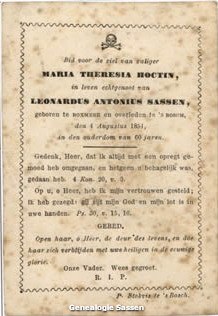 Bid voor de ziel van zaliger
MARIA THERESIA HOCTIN,
in leven echtgenoot van
LEONARDUS ANTONIUS SASSEN,
geboren te BOXMEER en overleden te 's BOSCH,
den 4 Augustus 1851,
in den ouderdom van 60 jaren.
Gedenk, Heer, dat ik altijd met een opregt gemoed
heb omgegaan, en hetgeen u behagelijk was,
gedaan heb. 4 Kon. 20, v. 3.
Op u, o Heer, heb ik mijn vertrouwen gesteld;
Ik heb gezegd: gij zijt mijn God en mijn lot is in
uwe handen. Ps. 30, v. 15, 16.
GEBED.
Open haar, o Heer, de deur des levens, en doe
haar zich verblijden met uwe heiligen in de eeuwige
glorie.
Onze Vader. Wees gegroet.
R. I. P.
P. Stokvis te 's Bosch.
Genealogie Sassen